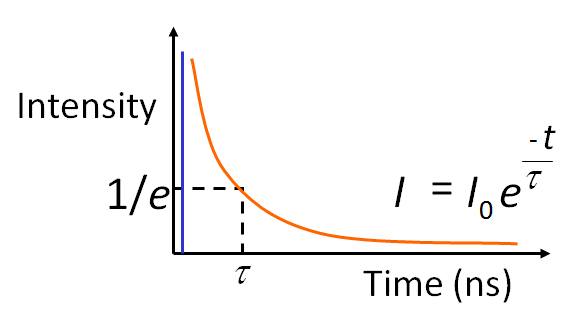 Intensity
1/e
I = I₀e^(-t/τ)
τ
Time (ns)